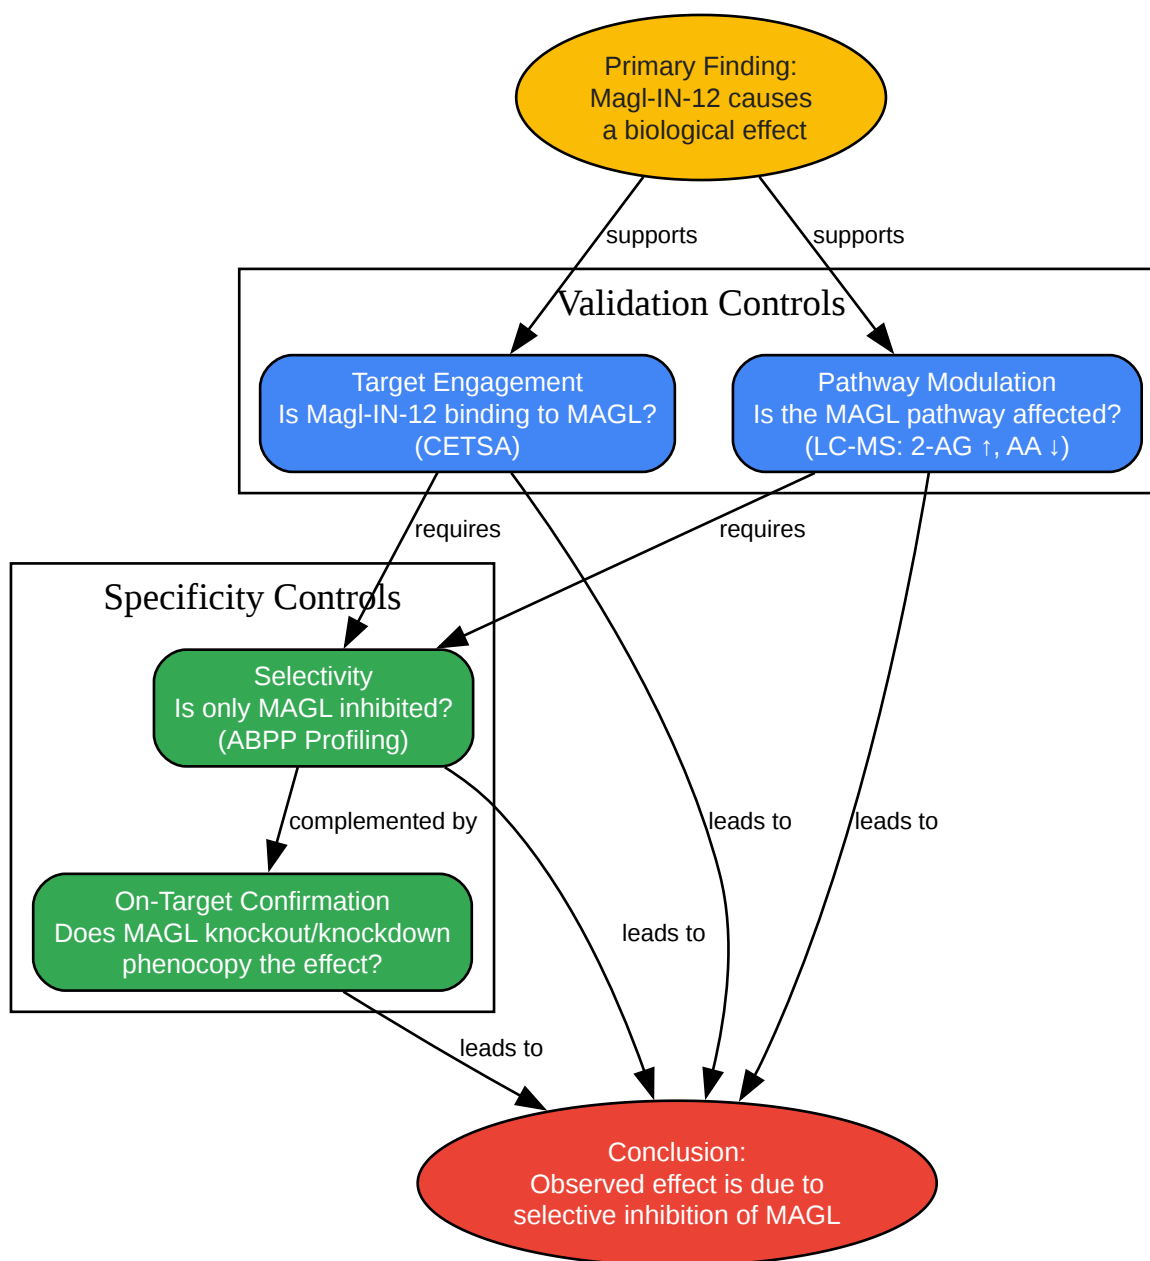 Primary Finding:
Magl-IN-12 causes
a biological effect
supports
supports
Validation Controls
Target Engagement
Is Magl-IN-12 binding to MAGL?
(CETSA)
Pathway Modulation
Is the MAGL pathway affected?
(LC-MS: 2-AG ↑, AA ↓)
requires
requires
Specificity Controls
Selectivity
Is only MAGL inhibited?
(ABPP Profiling)
complemented by
leads to
leads to
On-Target Confirmation
Does MAGL knockout/knockdown
phenocopy the effect?
leads to
leads to
Conclusion:
Observed effect is due to
selective inhibition of MAGL